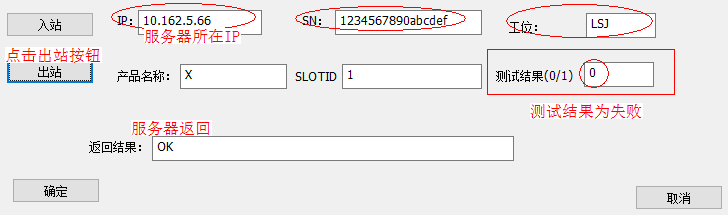 入站 IP: 10.162.5.66 SN: 1234567890abcdef 工位: LSJ
服务器所在IP
点击出站按钮
出站 产品名称: X SLOTID 1 测试结果(0/1) 0
测试结果为失败
服务器返回
返回结果: OK
确定 取消